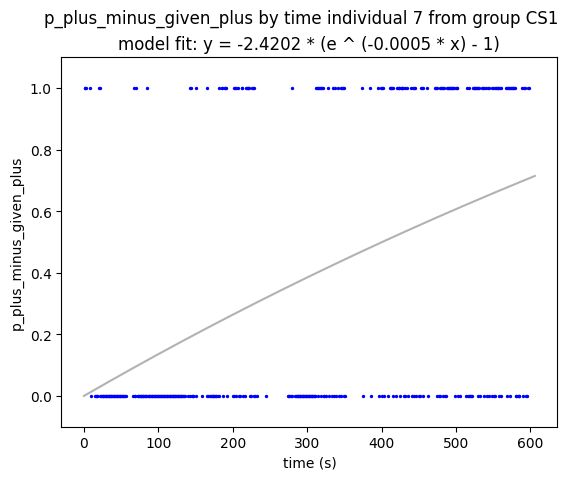 p_plus_minus_given_plus by time individual 7 from group CS1
model fit: y = -2.4202 * (e ^ (-0.0005 * x) - 1)
1.0
0.8
0.6
0.4
0.2
0.0
p_plus_minus_given_plus
0 100 200 300 400 500 600
time (s)